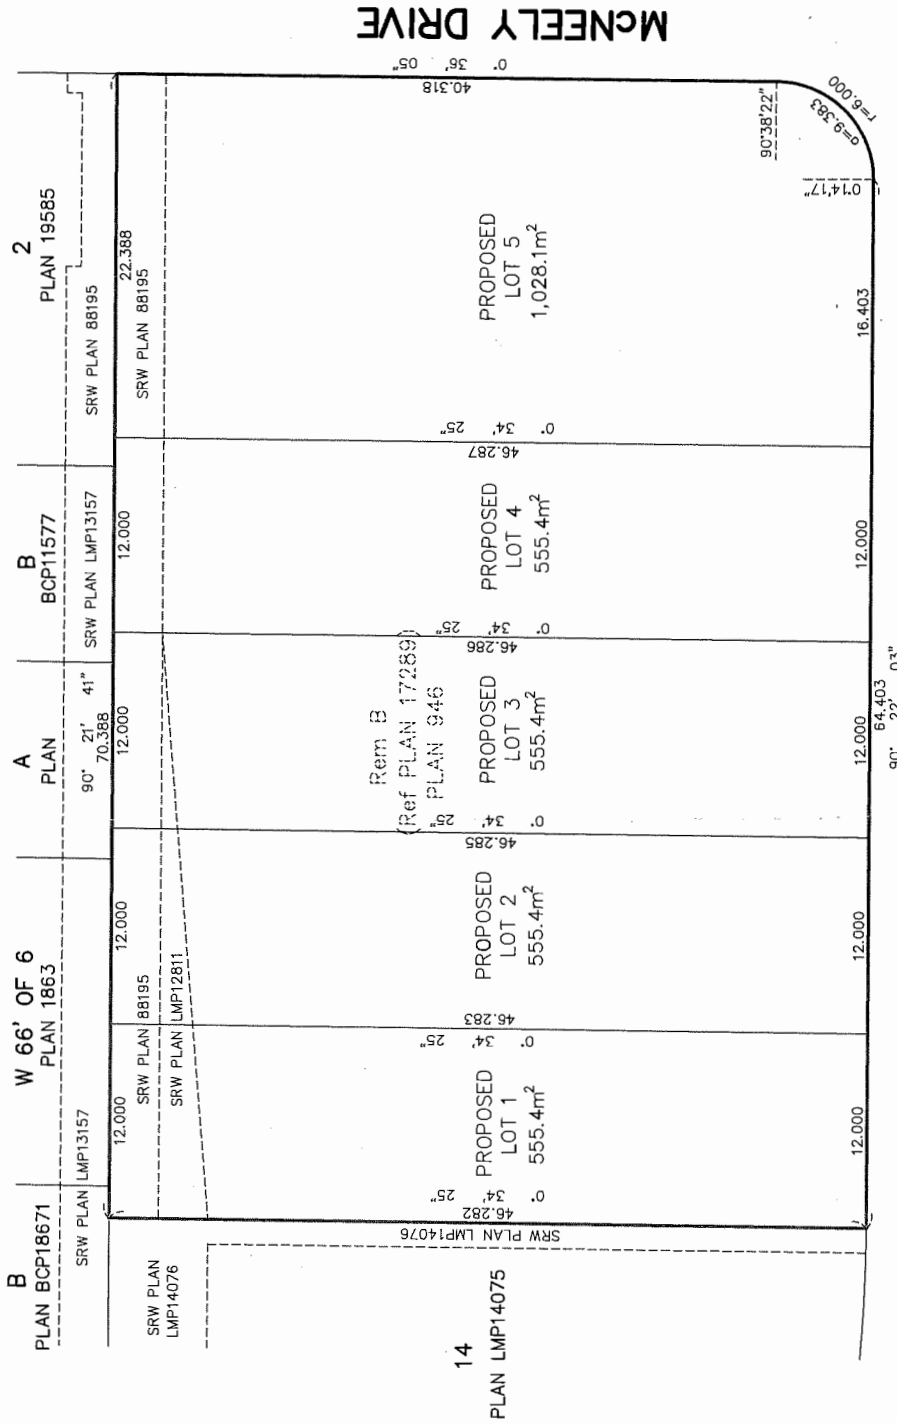 McNEELY DRIVE
0° 36' 05"
40.318
90°38'22"
a=9.383
r=6.000
0°14'17"
2
PLAN 19585
SRW PLAN 88195
22.388
SRW PLAN 88195
PROPOSED
LOT 5
1,028.1m²
16.403
0° 34' 25"
46.287
B
BCP11577
SRW PLAN LMP13157
12.000
PROPOSED
LOT 4
555.4m²
12.000
0° 34' 25"
46.286
A
PLAN
90° 21' 41"
70.388
12.000
Rem B
(Ref PLAN 17289)
PLAN 946
PROPOSED
LOT 3
555.4m²
12.000
64.403
90° 22' 03"
0° 34' 25"
46.285
W 66' OF 6
PLAN 1863
12.000
SRW PLAN 88195
SRW PLAN LMP12811
PROPOSED
LOT 2
555.4m²
12.000
46.283
0° 34' 25"
SRW PLAN LMP13157
12.000
PROPOSED
LOT 1
555.4m²
12.000
0° 34' 25"
46.282
SRW PLAN LMP14076
B
PLAN BCP18671
SRW PLAN
LMP14076
14
PLAN LMP14075